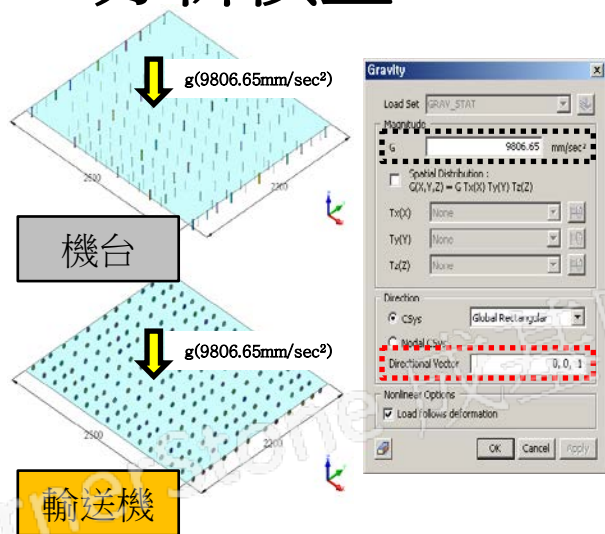 g(9806.65mm/sec²)
2500
2200
機台
g(9806.65mm/sec²)
2500
2200
輸送機
Gravity
Load Set GRAV_STAT
Magnitude
G 9806.65 mm/sec²
Spatial Distribution :
G(X,Y,Z) = G Tx(X) Ty(Y) Tz(Z)
Tx(X) None
Ty(Y) None
Tz(Z) None
Direction
CSys Global Rectangular
Nodal CSys
Directional Vector 0, 0, 1
Nonlinear Options
Load follows deformation
OK Cancel Apply